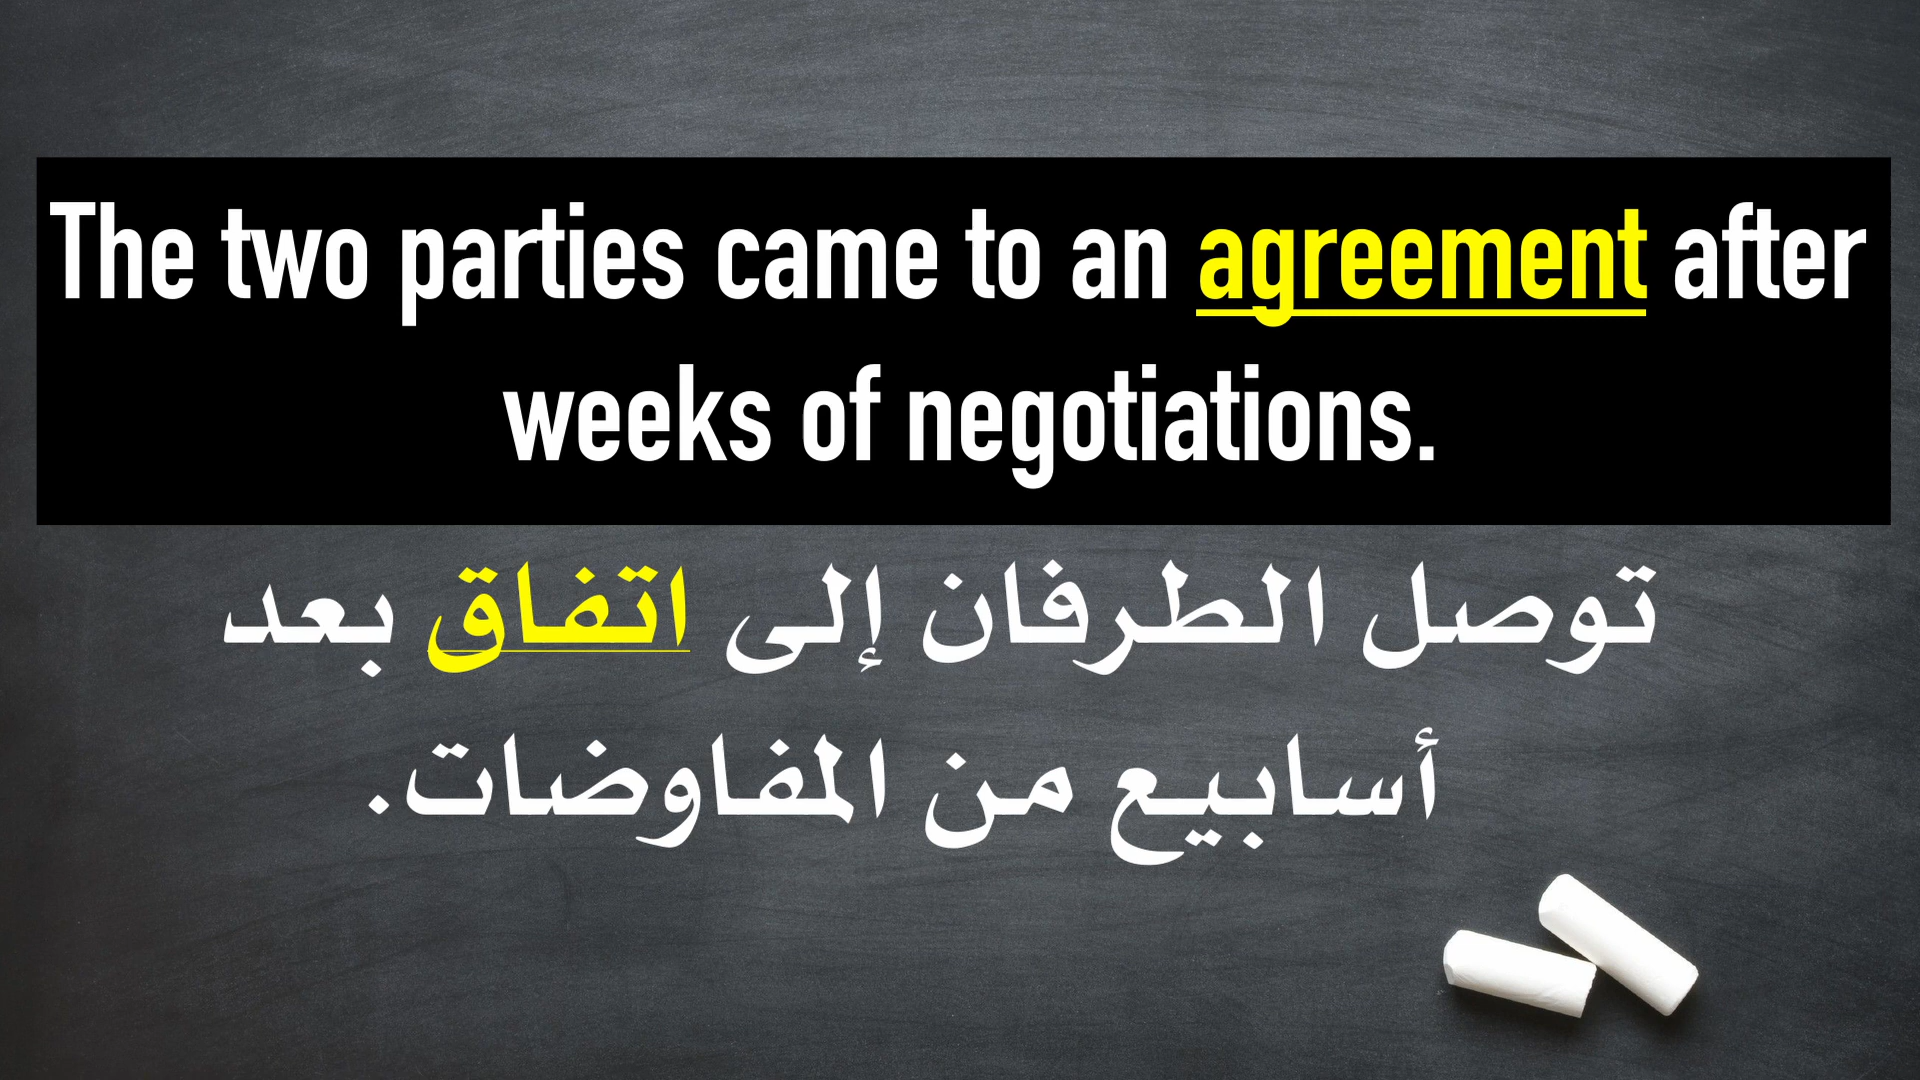 The two parties came to an agreement after
weeks of negotiations.
توصل الطرفان إلى اتفاق بعد
أسابيع من المفاوضات.